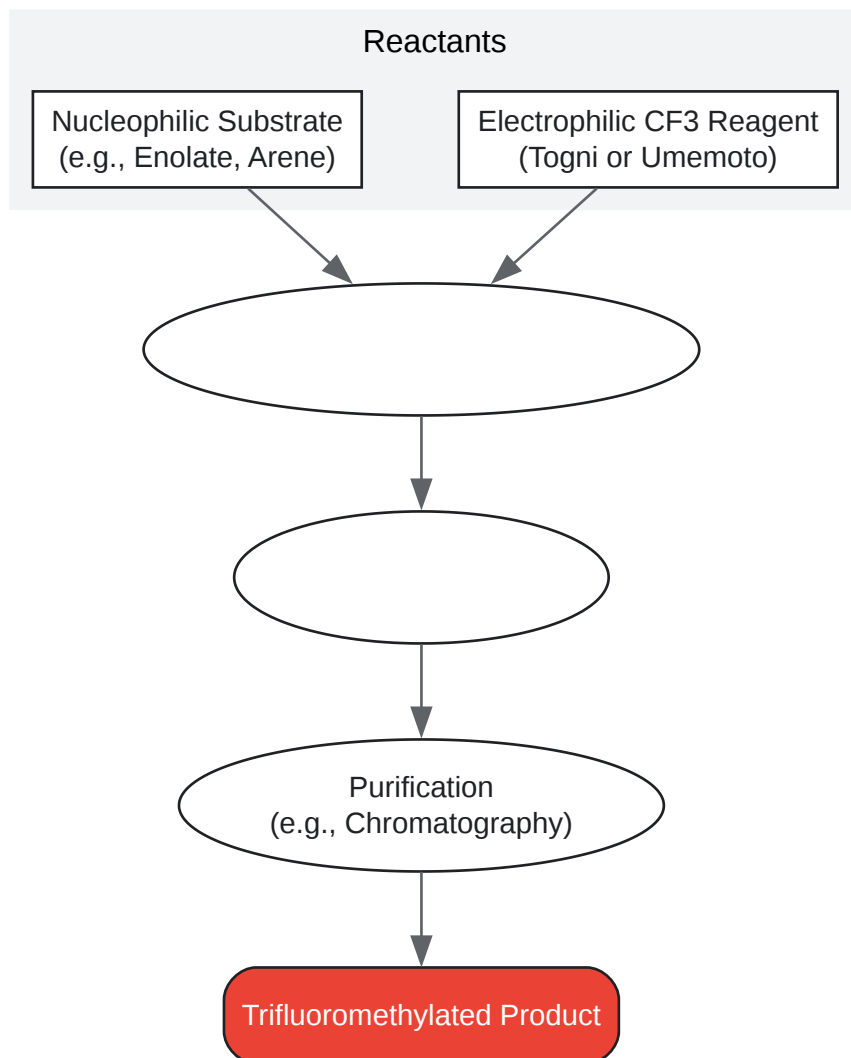 Reactants
Nucleophilic Substrate
(e.g., Enolate, Arene)
Electrophilic CF3 Reagent
(Togni or Umemoto)
Purification
(e.g., Chromatography)
Trifluoromethylated Product